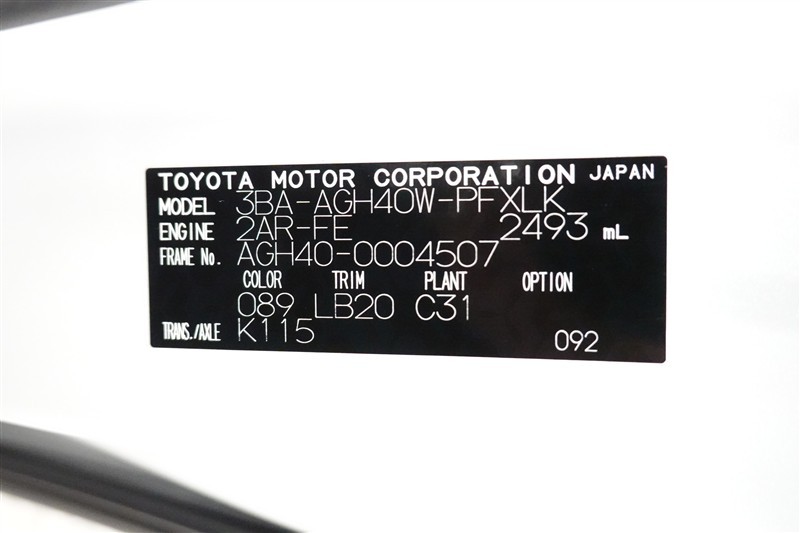 TOYOTA MOTOR CORPORATION JAPAN
MODEL 3BA-AGH40W-PFXLK
ENGINE 2AR-FE 2493 mL
FRAME No. AGH40-0004507
COLOR TRIM PLANT OPTION
089 LB20 C31
TRANS./AXLE K115 092